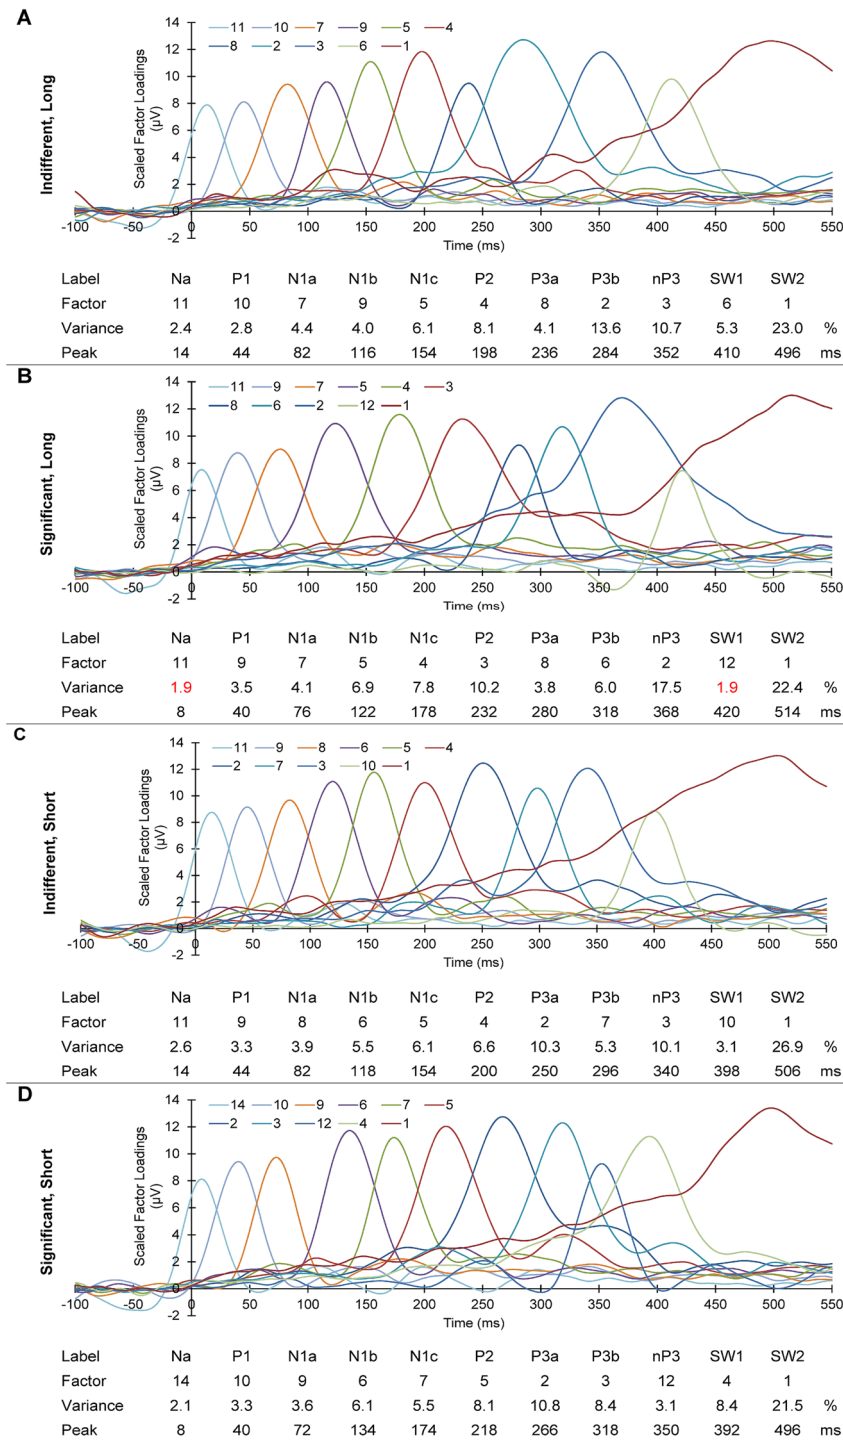 A
Indifferent, Long
Scaled Factor Loadings
(µV)
14
12
10
8
6
4
2
0
-2
11 10 7 9 5 4
8 2 3 6 1
-100 -50 0 50 100 150 200 250 300 350 400 450 500 550
Time (ms)
Label Na P1 N1a N1b N1c P2 P3a P3b nP3 SW1 SW2
Factor 11 10 7 9 5 4 8 2 3 6 1
Variance 2.4 2.8 4.4 4.0 6.1 8.1 4.1 13.6 10.7 5.3 23.0 %
Peak 14 44 82 116 154 198 236 284 352 410 496 ms
B
Significant, Long
Scaled Factor Loadings
(µV)
14
12
10
8
6
4
2
0
-2
11 9 7 5 4 3
8 6 2 12 1
-100 -50 0 50 100 150 200 250 300 350 400 450 500 550
Time (ms)
Label Na P1 N1a N1b N1c P2 P3a P3b nP3 SW1 SW2
Factor 11 9 7 5 4 3 8 6 2 12 1
Variance 1.9 3.5 4.1 6.9 7.8 10.2 3.8 6.0 17.5 1.9 22.4 %
Peak 8 40 76 122 178 232 280 318 368 420 514 ms
C
Indifferent, Short
Scaled Factor Loadings
(µV)
14
12
10
8
6
4
2
0
-2
11 9 8 6 5 4
2 7 3 10 1
-100 -50 0 50 100 150 200 250 300 350 400 450 500 550
Time (ms)
Label Na P1 N1a N1b N1c P2 P3a P3b nP3 SW1 SW2
Factor 11 9 8 6 5 4 2 7 3 10 1
Variance 2.6 3.3 3.9 5.5 6.1 6.6 10.3 5.3 10.1 3.1 26.9 %
Peak 14 44 82 118 154 200 250 296 340 398 506 ms
D
Significant, Short
Scaled Factor Loadings
(µV)
14
12
10
8
6
4
2
0
-2
14 10 9 6 7 5
2 3 12 4 1
-100 -50 0 50 100 150 200 250 300 350 400 450 500 550
Time (ms)
Label Na P1 N1a N1b N1c P2 P3a P3b nP3 SW1 SW2
Factor 14 10 9 6 7 5 2 3 12 4 1
Variance 2.1 3.3 3.6 6.1 5.5 8.1 10.8 8.4 3.1 8.4 21.5 %
Peak 8 40 72 134 174 218 266 318 350 392 496 ms